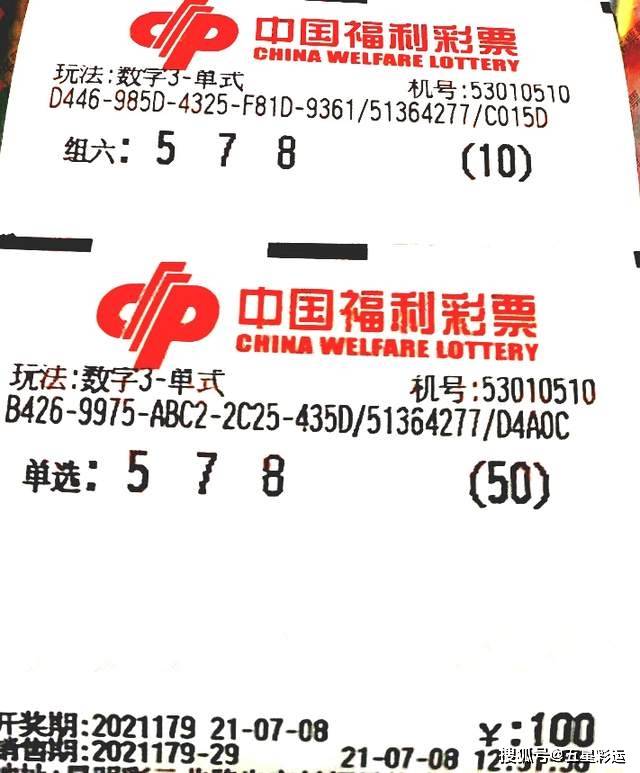 中国福利彩票
CHINA WELFARE LOTTERY
玩法:数字3-单式 机号:53010510
D446-985D-4325-F81D-9361/51364277/C015D
组六: 5 7 8 (10)
中国福利彩票
CHINA WELFARE LOTTERY
玩法:数字3-单式 机号:53010510
B426-9975-ABC2-2C25-435D/51364277/D4A0C
单选: 5 7 8 (50)
开奖期:2021179 21-07-08 ¥:100
销售期:2021179-29 21-07-08
搜狐号@五星彩运